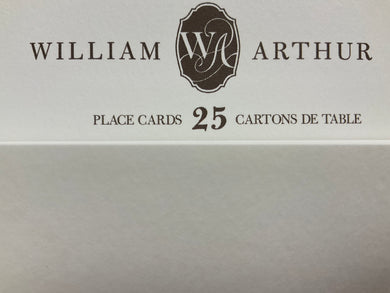 WILLIAM WA ARTHUR
PLACE CARDS 25 CARTONS DE TABLE